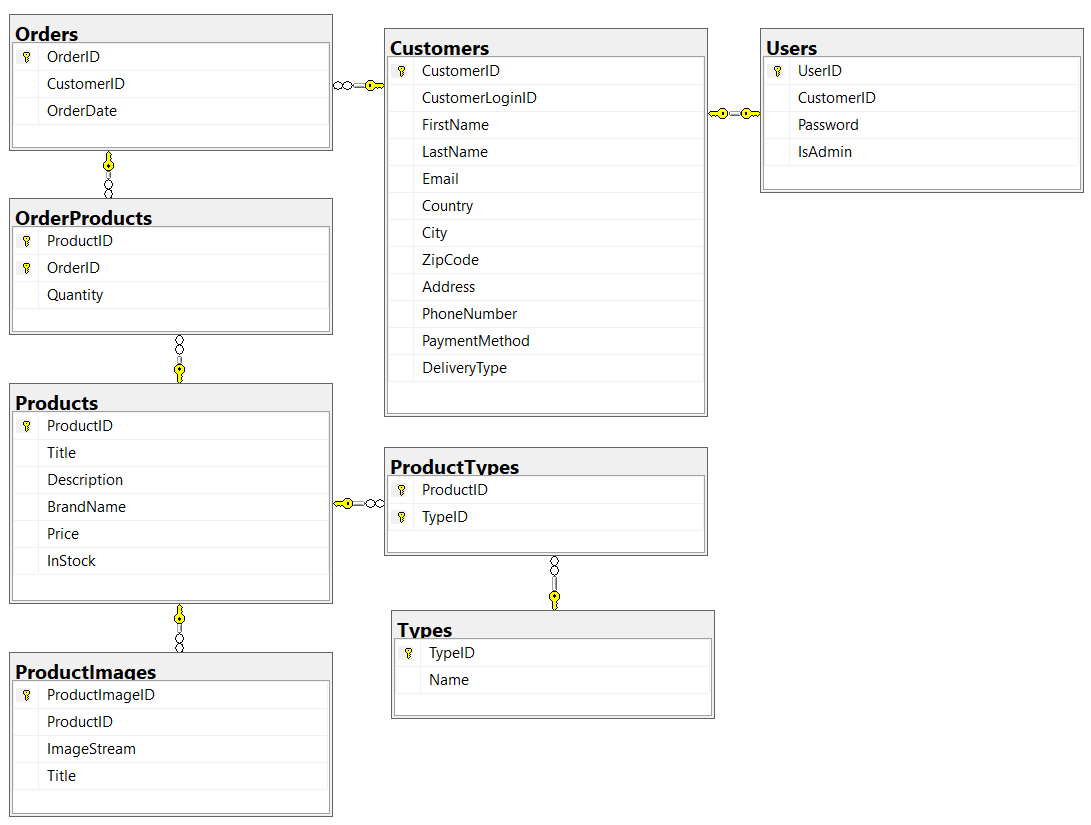 Orders
OrderID
CustomerID
OrderDate
OrderProducts
ProductID
OrderID
Quantity
Products
ProductID
Title
Description
BrandName
Price
InStock
ProductImages
ProductImageID
ProductID
ImageStream
Title
Customers
CustomerID
CustomerLoginID
FirstName
LastName
Email
Country
City
ZipCode
Address
PhoneNumber
PaymentMethod
DeliveryType
ProductTypes
ProductID
TypeID
Types
TypeID
Name
Users
UserID
CustomerID
Password
IsAdmin